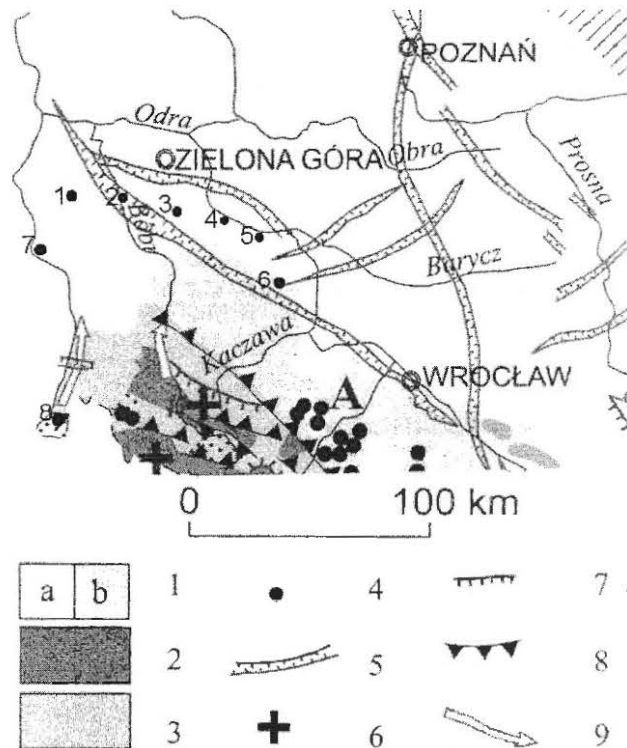 POZNAŃ
Odra
ZIELONA GÓRA
Obra
Prosna
1
2
3
4
5
Bóbr
7
6
Barycz
Kaczawa
WROCŁAW
A
8
0 100 km
a b 1 4 7
2 5 8
3 6 9